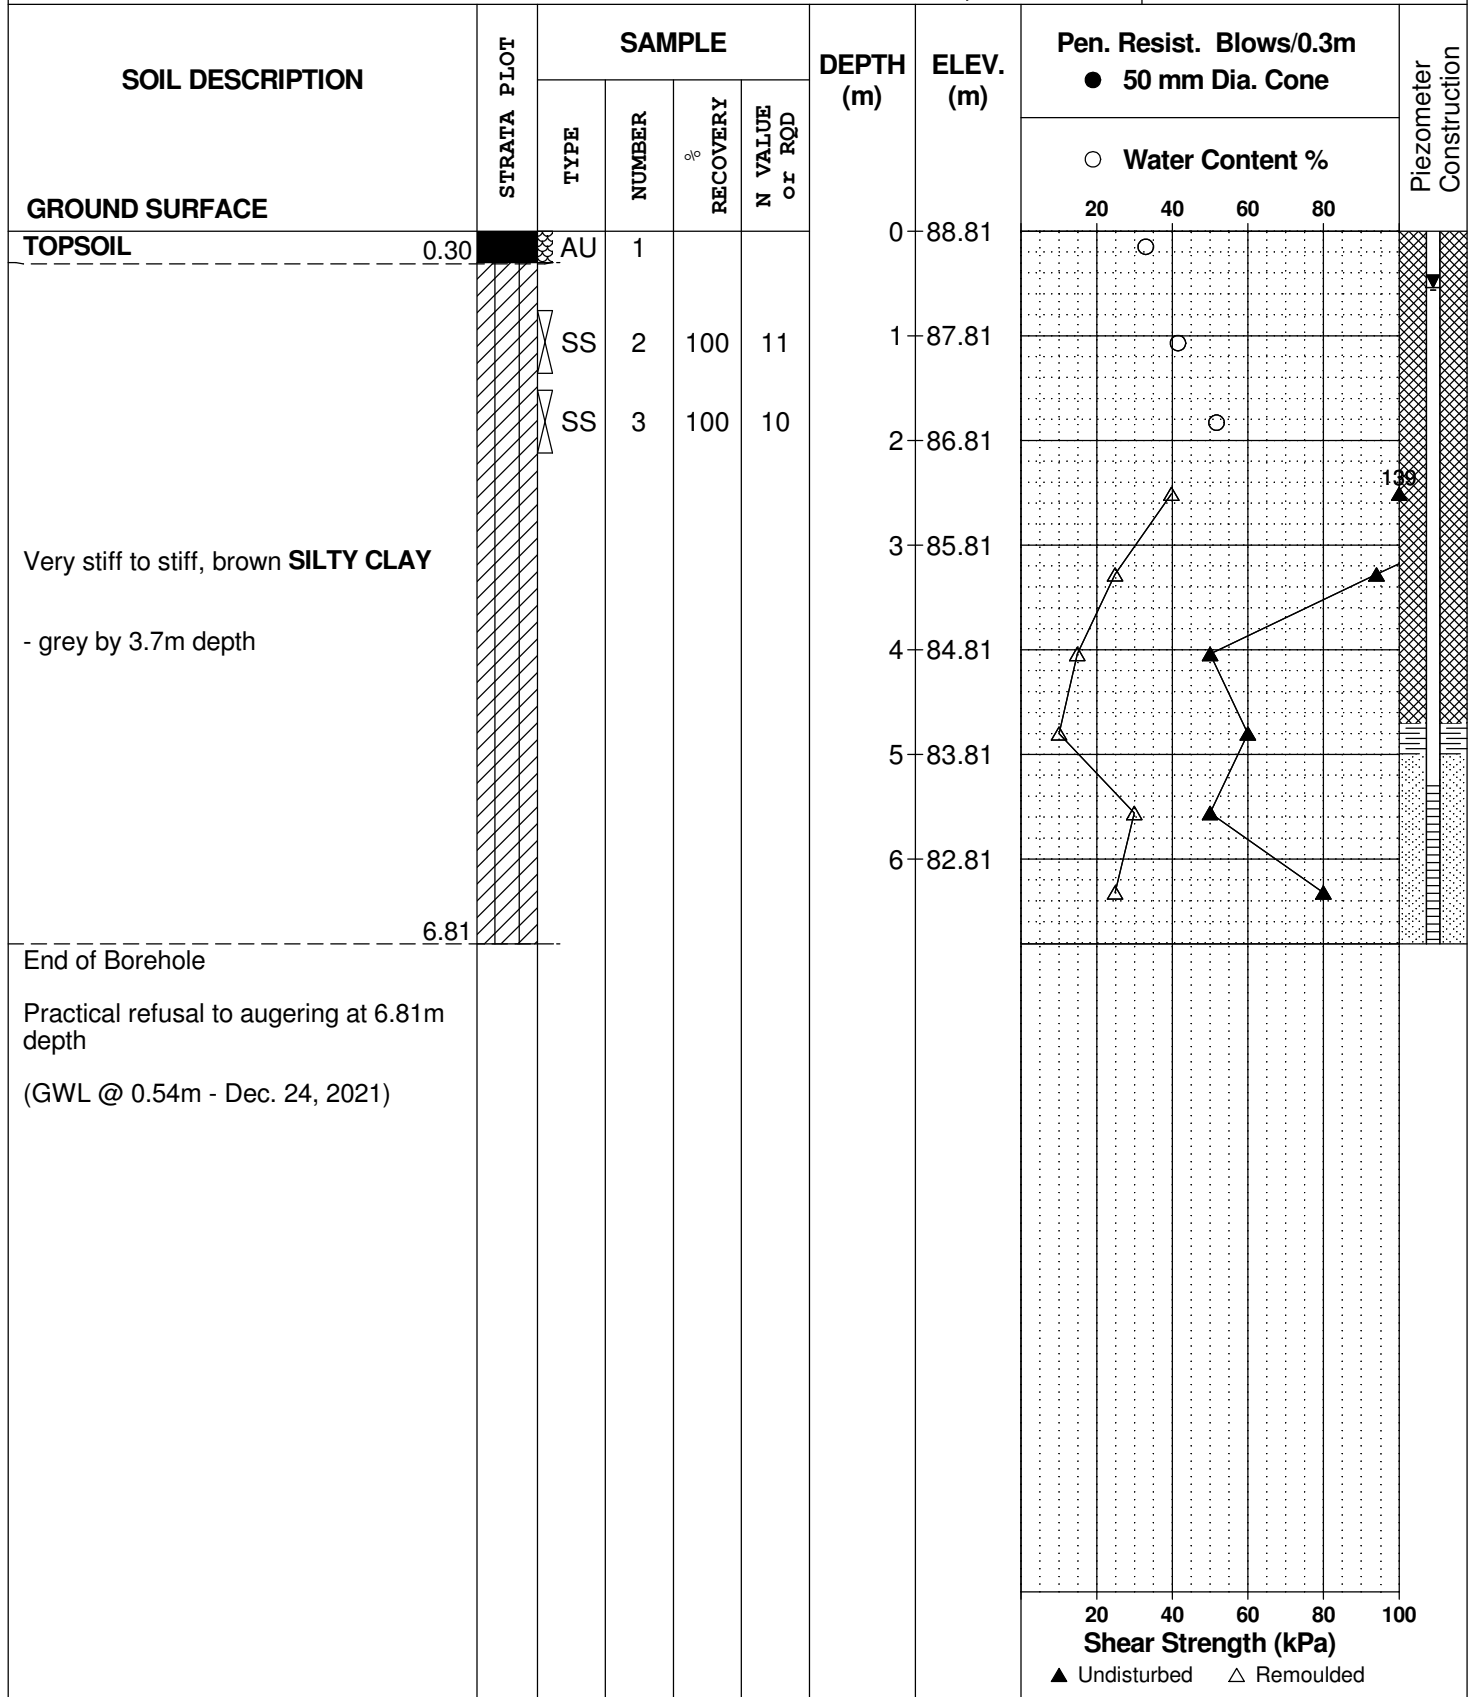 SOIL DESCRIPTION
GROUND SURFACE
STRATA PLOT
SAMPLE
TYPE
NUMBER
% RECOVERY
N VALUE or RQD
DEPTH (m)
ELEV. (m)
Pen. Resist. Blows/0.3m
● 50 mm Dia. Cone
○ Water Content %
20 40 60 80
Piezometer Construction
TOPSOIL 0.30
AU 1
0 88.81
SS 2 100 11
1 87.81
SS 3 100 10
2 86.81
139
Very stiff to stiff, brown SILTY CLAY
3 85.81
- grey by 3.7m depth
4 84.81
5 83.81
6 82.81
6.81
End of Borehole
Practical refusal to augering at 6.81m
depth
(GWL @ 0.54m - Dec. 24, 2021)
20 40 60 80 100
Shear Strength (kPa)
▲ Undisturbed △ Remoulded